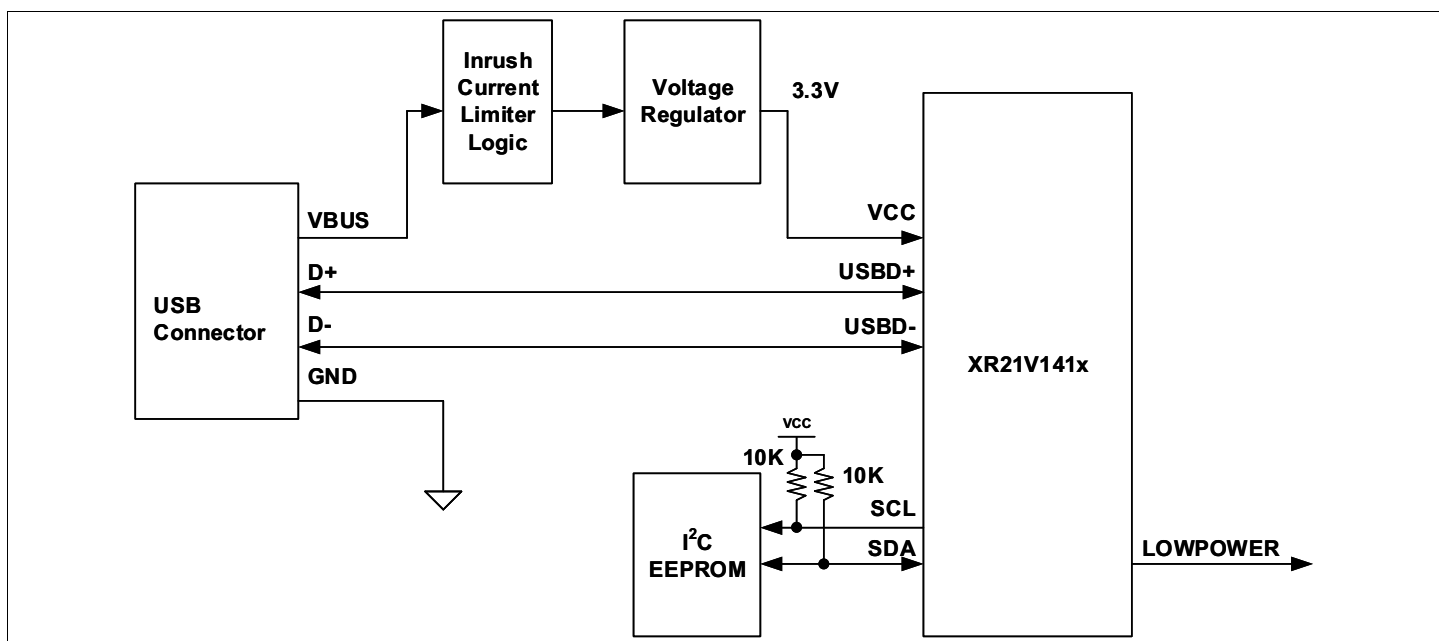 Inrush
Current
Limiter
Logic
Voltage
Regulator
3.3V
USB
Connector
VBUS
D+
D-
GND
VCC
USBD+
USBD-
XR21V141x
VCC
10K
10K
I²C
EEPROM
SCL
SDA
LOWPOWER